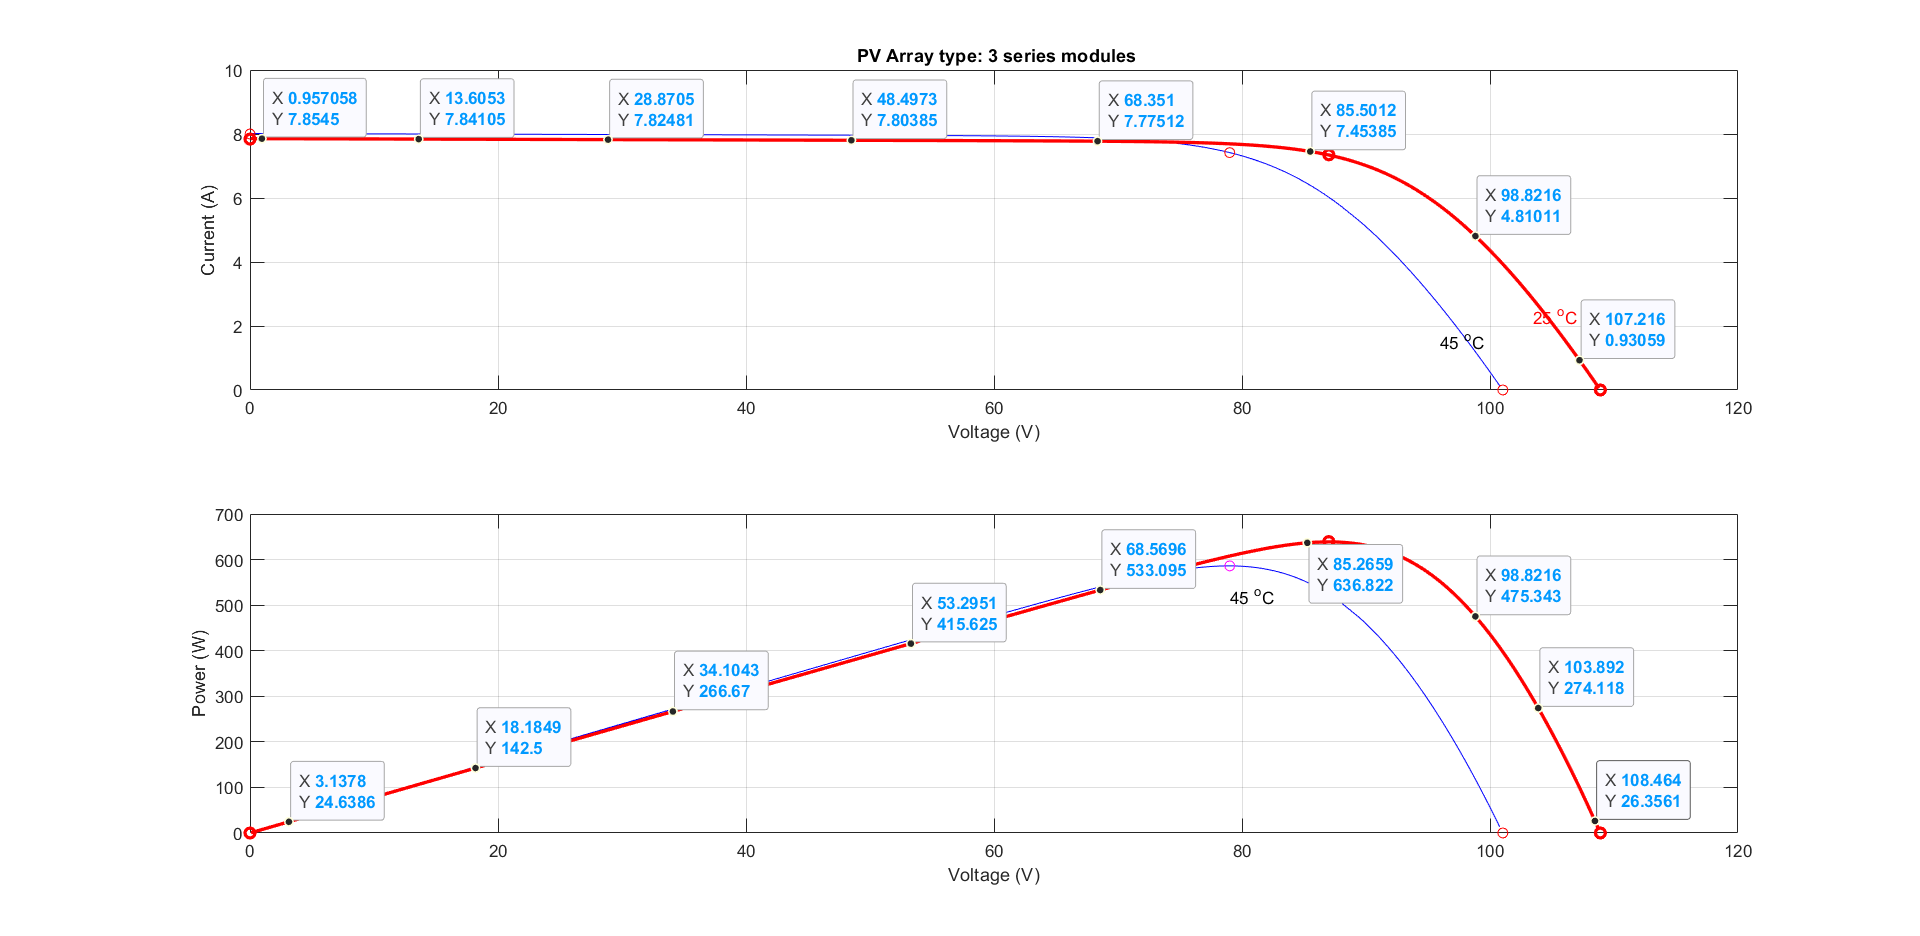 PV Array type: 3 series modules
10
8
6
4
2
0
Current (A)
X 0.957058
Y 7.8545
X 13.6053
Y 7.84105
X 28.8705
Y 7.82481
X 48.4973
Y 7.80385
X 68.351
Y 7.77512
X 85.5012
Y 7.45385
X 98.8216
Y 4.81011
X 107.216
Y 0.93059
25 °C
45 °C
0 20 40 60 80 100 120
Voltage (V)
700
600
500
400
300
200
100
0
Power (W)
X 3.1378
Y 24.6386
X 18.1849
Y 142.5
X 34.1043
Y 266.67
X 53.2951
Y 415.625
X 68.5696
Y 533.095
X 85.2659
Y 636.822
X 98.8216
Y 475.343
X 103.892
Y 274.118
X 108.464
Y 26.3561
45 °C
0 20 40 60 80 100 120
Voltage (V)